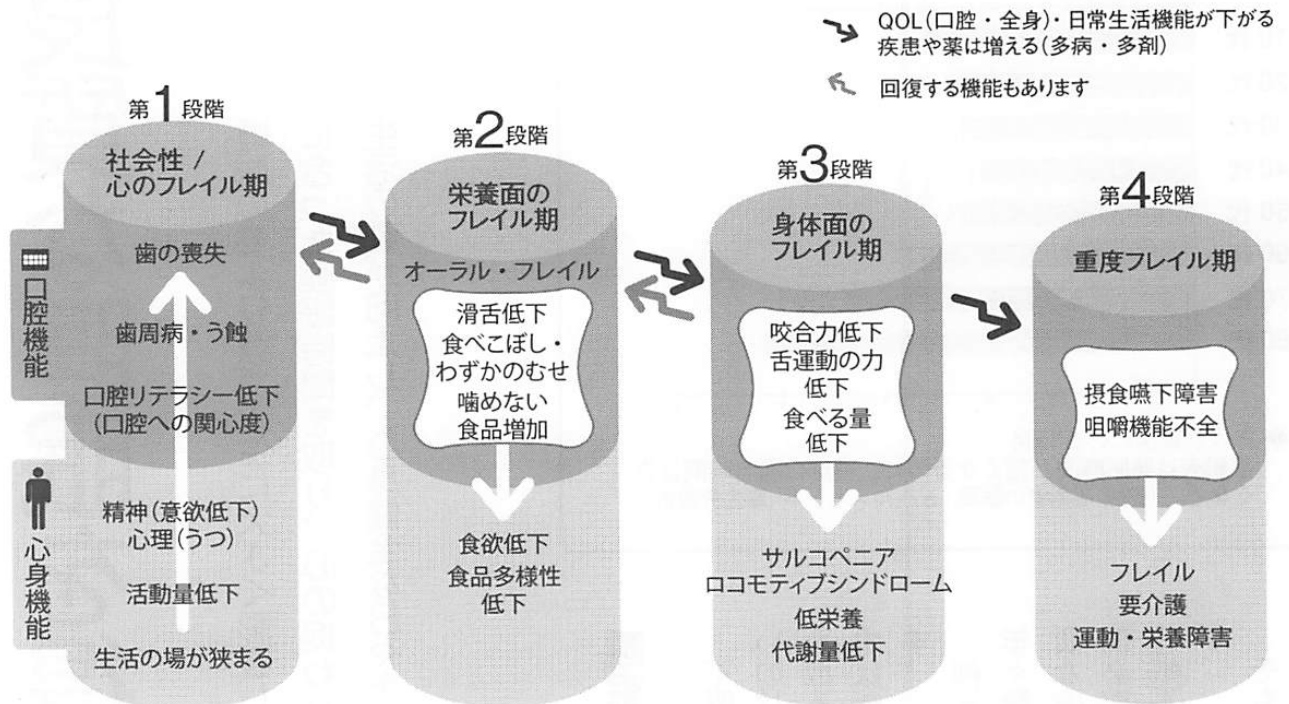 QOL(口腔・全身)・日常生活機能が下がる
疾患や薬は増える(多病・多剤)
回復する機能もあります
第1段階
社会性 /
心のフレイル期
歯の喪失
歯周病・う蝕
口腔リテラシー低下
(口腔への関心度)
精神(意欲低下)
心理(うつ)
活動量低下
生活の場が狭まる
口腔機能
心身機能
第2段階
栄養面の
フレイル期
オーラル・フレイル
滑舌低下
食べこぼし・
わずかのむせ
噛めない
食品増加
食欲低下
食品多様性
低下
第3段階
身体面の
フレイル期
咬合力低下
舌運動の力
低下
食べる量
低下
サルコペニア
ロコモティブシンドローム
低栄養
代謝量低下
第4段階
重度フレイル期
摂食嚥下障害
咀嚼機能不全
フレイル
要介護
運動・栄養障害